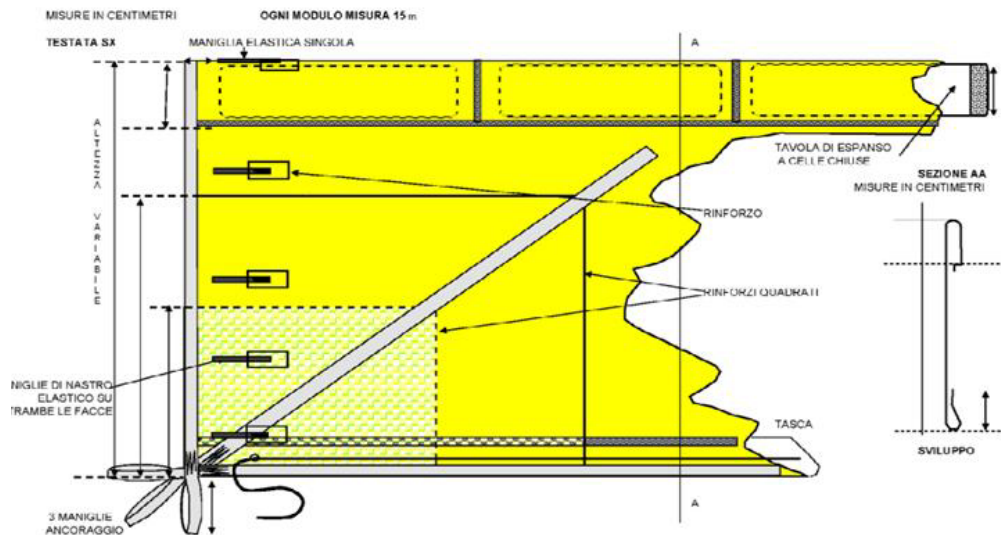 MISURE IN CENTIMETRI
OGNI MODULO MISURA 15 m
TESTATA SX
MANIGLIA ELASTICA SINGOLA
A
ALTEZZA VARIABILE
TAVOLA DI ESPANSO
A CELLE CHIUSE
SEZIONE AA
MISURE IN CENTIMETRI
RINFORZO
RINFORZI QUADRATI
NIGLIE DI NASTRO
ELASTICO SU
TRAMBE LE FACCE
TASCA
SVILUPPO
A
3 MANIGLIE
ANCORAGGIO